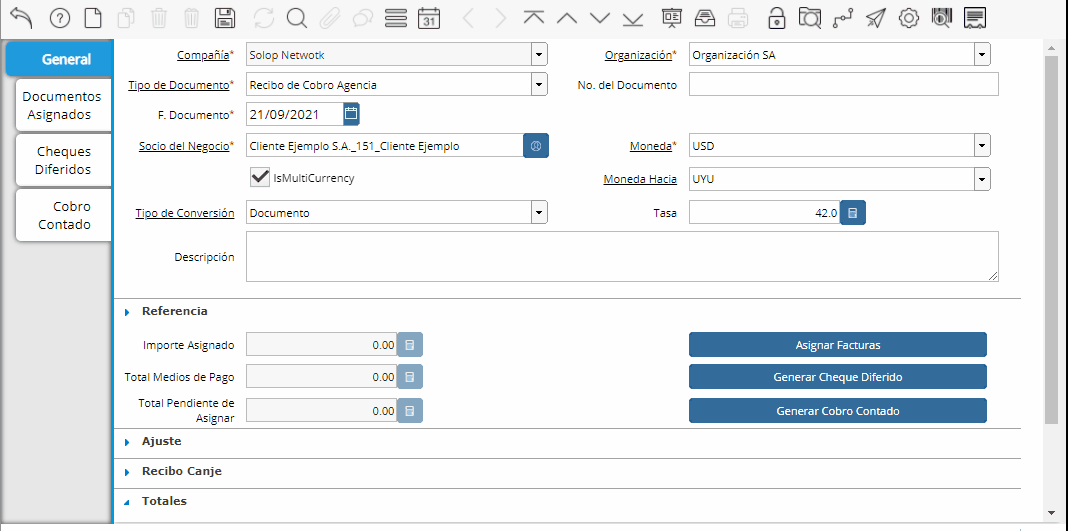 31
General
Documentos
Asignados
Cheques
Diferidos
Cobro
Contado
Compañía* Solop Netwotk Organización* Organización SA
Tipo de Documento* Recibo de Cobro Agencia No. del Documento
F. Documento* 21/09/2021
Socio del Negocio* Cliente Ejemplo S.A._151_Cliente Ejemplo Moneda* USD
IsMultiCurrency Moneda Hacia UYU
Tipo de Conversión Documento Tasa 42.0
Descripción
Referencia
Importe Asignado 0.00 Asignar Facturas
Total Medios de Pago 0.00 Generar Cheque Diferido
Total Pendiente de
Asignar 0.00 Generar Cobro Contado
Ajuste
Recibo Canje
Totales